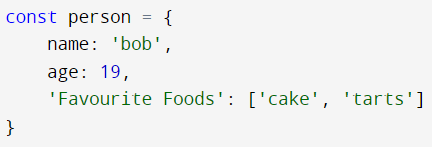 const person = {
    name: 'bob',
    age: 19,
    'Favourite Foods': ['cake', 'tarts']
}